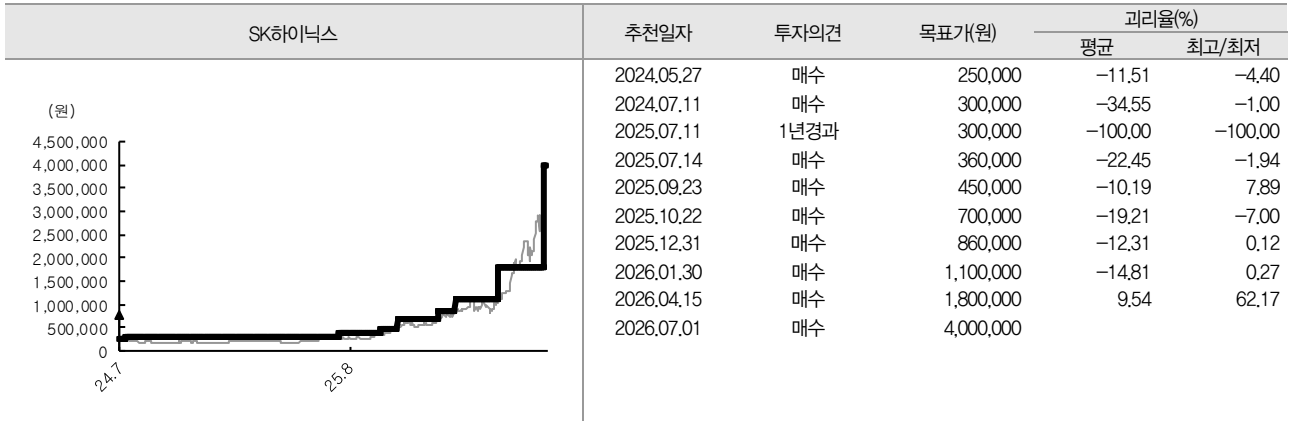 SK하이닉스
추천일자 투자의견 목표가(원) 괴리율(%)
평균 최고/최저
2024.05.27 매수 250,000 -11.51 -4.40
2024.07.11 매수 300,000 -34.55 -1.00
2025.07.11 1년경과 300,000 -100.00 -100.00
2025.07.14 매수 360,000 -22.45 -1.94
2025.09.23 매수 450,000 -10.19 7.89
2025.10.22 매수 700,000 -19.21 -7.00
2025.12.31 매수 860,000 -12.31 0.12
2026.01.30 매수 1,100,000 -14.81 0.27
2026.04.15 매수 1,800,000 9.54 62.17
2026.07.01 매수 4,000,000
(원)
4,500,000
4,000,000
3,500,000
3,000,000
2,500,000
2,000,000
1,500,000
1,000,000
500,000
0
24.7
25.8